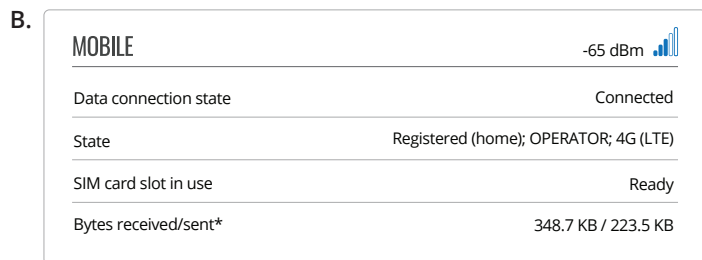 B.
MOBILE -65 dBm
Data connection state Connected
State Registered (home); OPERATOR; 4G (LTE)
SIM card slot in use Ready
Bytes received/sent* 348.7 KB / 223.5 KB